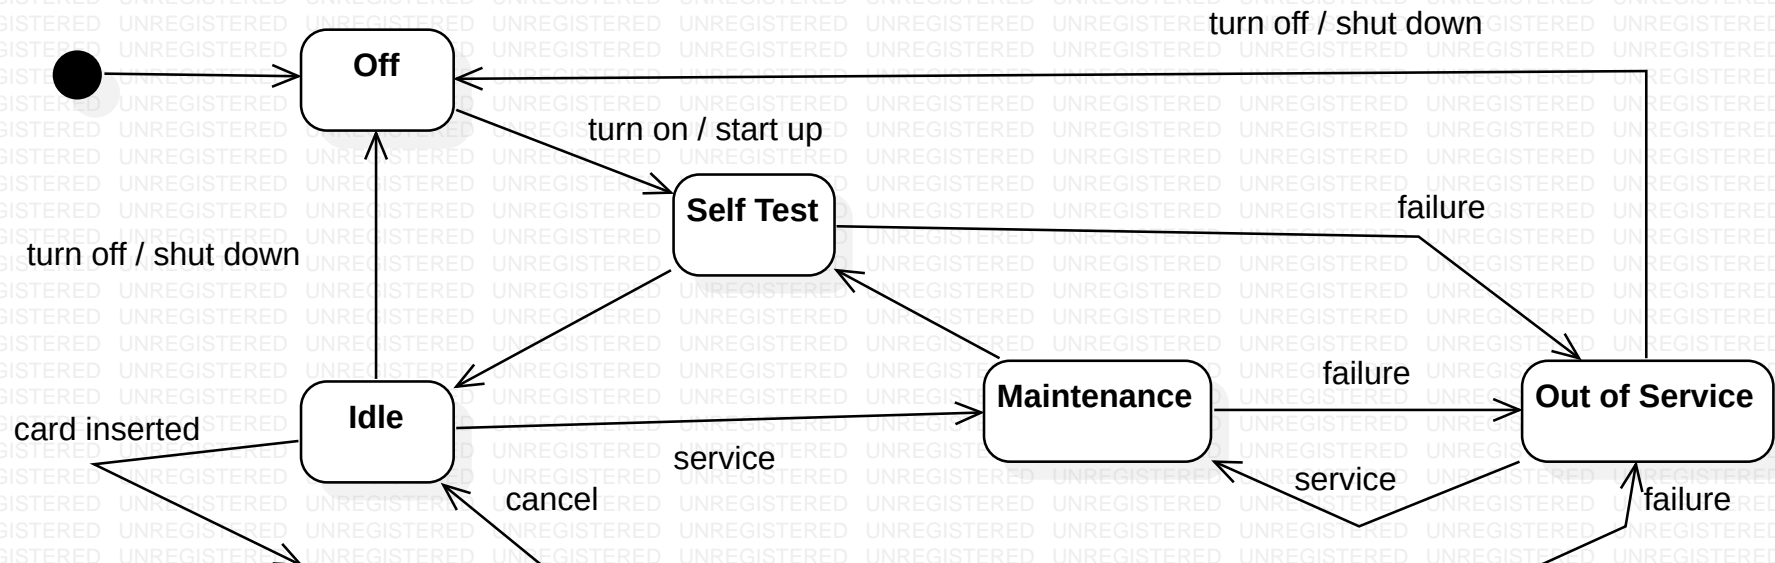 turn off / shut down
Off
turn on / start up
Self Test
failure
turn off / shut down
Maintenance
failure
Out of Service
Idle
card inserted
service
service
cancel
failure
UNREGISTERED